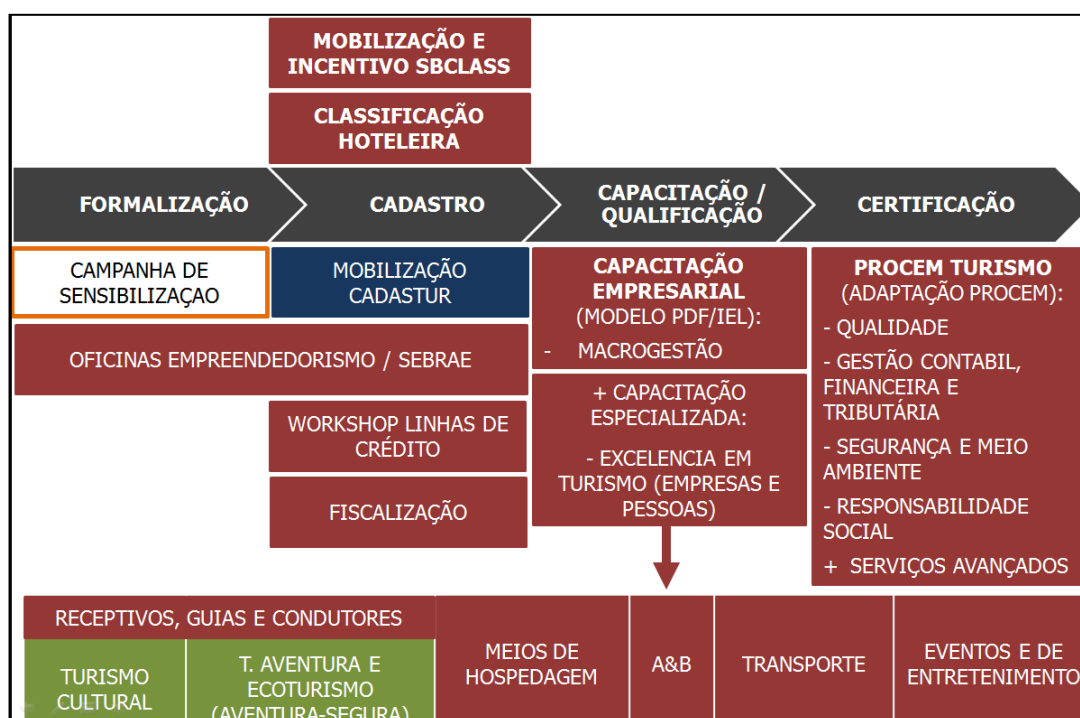 MOBILIZAÇÃO E
INCENTIVO SBCLASS
CLASSIFICAÇÃO
HOTELEIRA
FORMALIZAÇÃO
CADASTRO
CAPACITAÇÃO /
QUALIFICAÇÃO
CERTIFICAÇÃO
CAMPANHA DE
SENSIBILIZAÇAO
MOBILIZAÇÃO
CADASTUR
OFICINAS EMPREENDEDORISMO / SEBRAE
WORKSHOP LINHAS DE
CRÉDITO
FISCALIZAÇÃO
CAPACITAÇÃO
EMPRESARIAL
(MODELO PDF/IEL):
- MACROGESTÃO
+ CAPACITAÇÃO
ESPECIALIZADA:
- EXCELENCIA EM
TURISMO (EMPRESAS E
PESSOAS)
PROCEM TURISMO
(ADAPTAÇÃO PROCEM):
- QUALIDADE
- GESTÃO CONTABIL,
FINANCEIRA E
TRIBUTÁRIA
- SEGURANÇA E MEIO
AMBIENTE
- RESPONSABILIDADE
SOCIAL
+ SERVIÇOS AVANÇADOS
RECEPTIVOS, GUIAS E CONDUTORES
TURISMO
CULTURAL
T. AVENTURA E
ECOTURISMO
(AVENTURA-SEGURA)
MEIOS DE
HOSPEDAGEM
A&B
TRANSPORTE
EVENTOS E DE
ENTRETENIMENTO